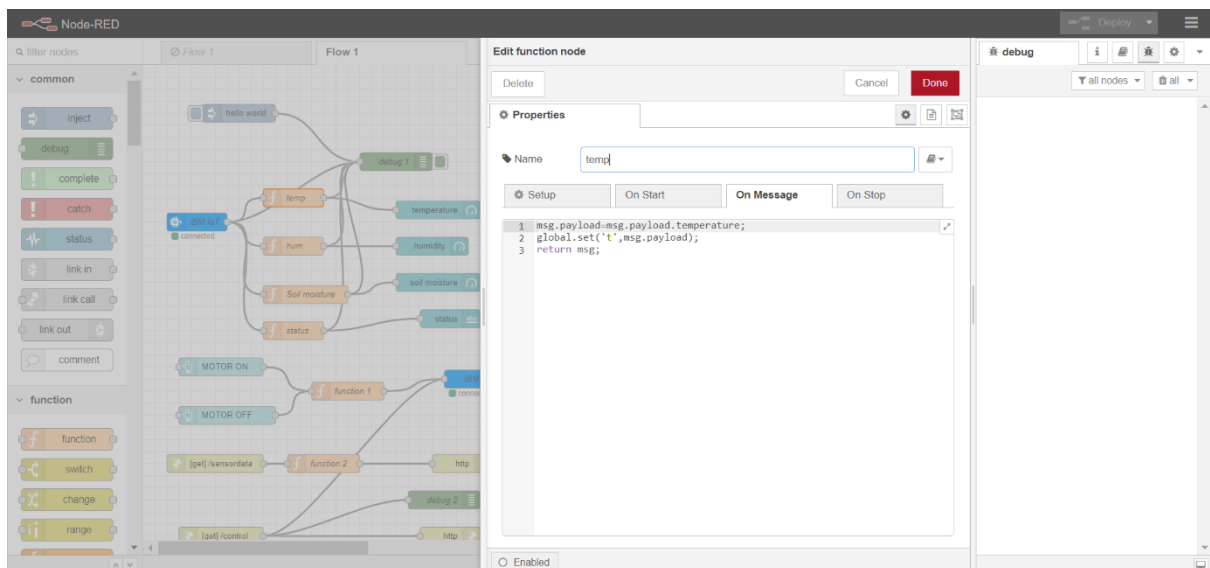 Node-RED
Deploy
filter nodes
Flow 1
Flow 1
Edit function node
debug
i
all nodes
all
Delete
Cancel
Done
Properties
Name
temp
Setup
On Start
On Message
On Stop
1 msg.payload=msg.payload.temperature;
2 global.set('t',msg.payload);
3 return msg;
Enabled
common
inject
debug
complete
catch
status
link in
link call
link out
comment
function
function
switch
change
range
hello world
debug 1
temp
temperature
IBM IoT
connected
hum
humidity
Soil moisture
soil moisture
status
status
MOTOR ON
function 1
IBM
MOTOR OFF
[get] /sensordata
function 2
http
debug 2
[get] /control
http